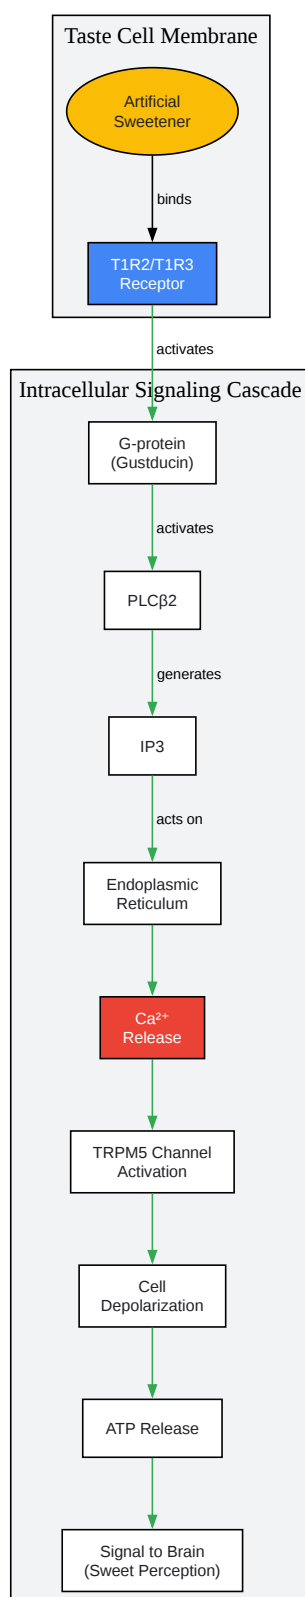 Taste Cell Membrane
Artificial
Sweetener
binds
T1R2/T1R3
Receptor
activates
Intracellular Signaling Cascade
G-protein
(Gustducin)
activates
PLCβ2
generates
IP3
acts on
Endoplasmic
Reticulum
Ca²⁺
Release
TRPM5 Channel
Activation
Cell
Depolarization
ATP Release
Signal to Brain
(Sweet Perception)